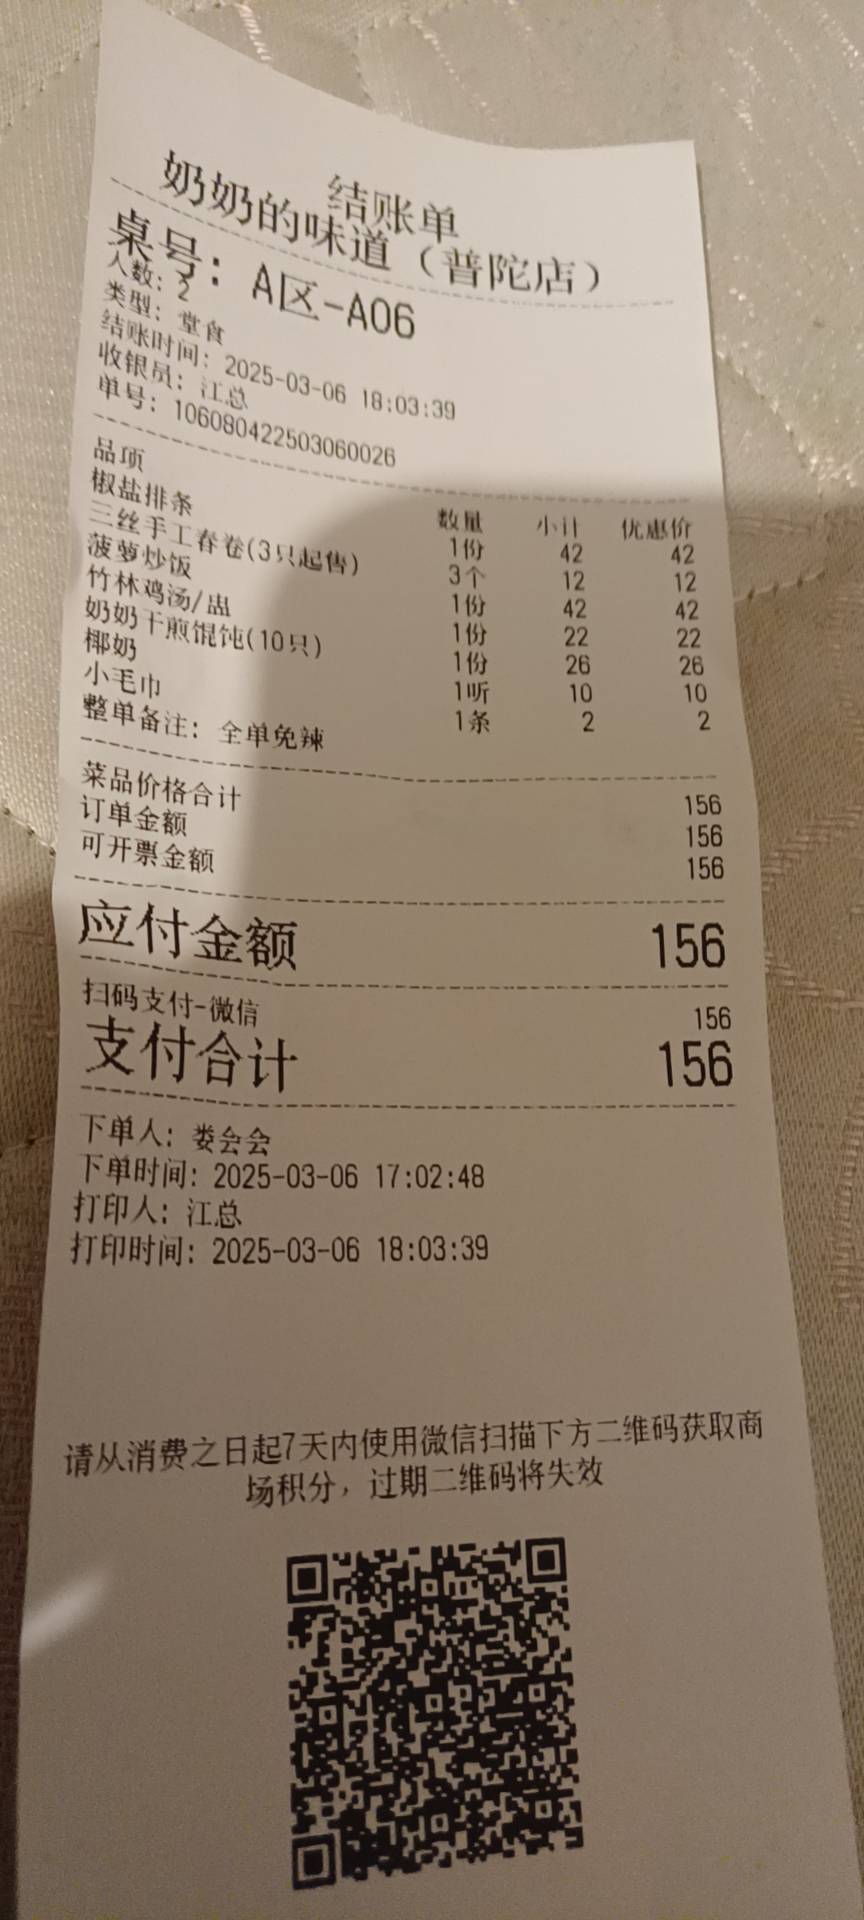 结账单
奶奶的味道（普陀店）
桌号：A区-A06
人数：2
类型：堂食
结账时间：2025-03-06 18:03:39
收银员：江总
单号：106080422503060026
品项 数量 小计 优惠价
椒盐排条 1份 42 42
三丝手工春卷(3只起售) 3个 12 12
菠萝炒饭 1份 42 42
竹林鸡汤/盅 1份 22 22
奶奶干煎馄饨(10只) 1份 26 26
椰奶 1听 10 10
小毛巾 1条 2 2
整单备注：全单免辣
菜品价格合计 156
订单金额 156
可开票金额 156
应付金额 156
扫码支付-微信 156
支付合计 156
下单人：娄会会
下单时间：2025-03-06 17:02:48
打印人：江总
打印时间：2025-03-06 18:03:39
请从消费之日起7天内使用微信扫描下方二维码获取商
场积分，过期二维码将失效